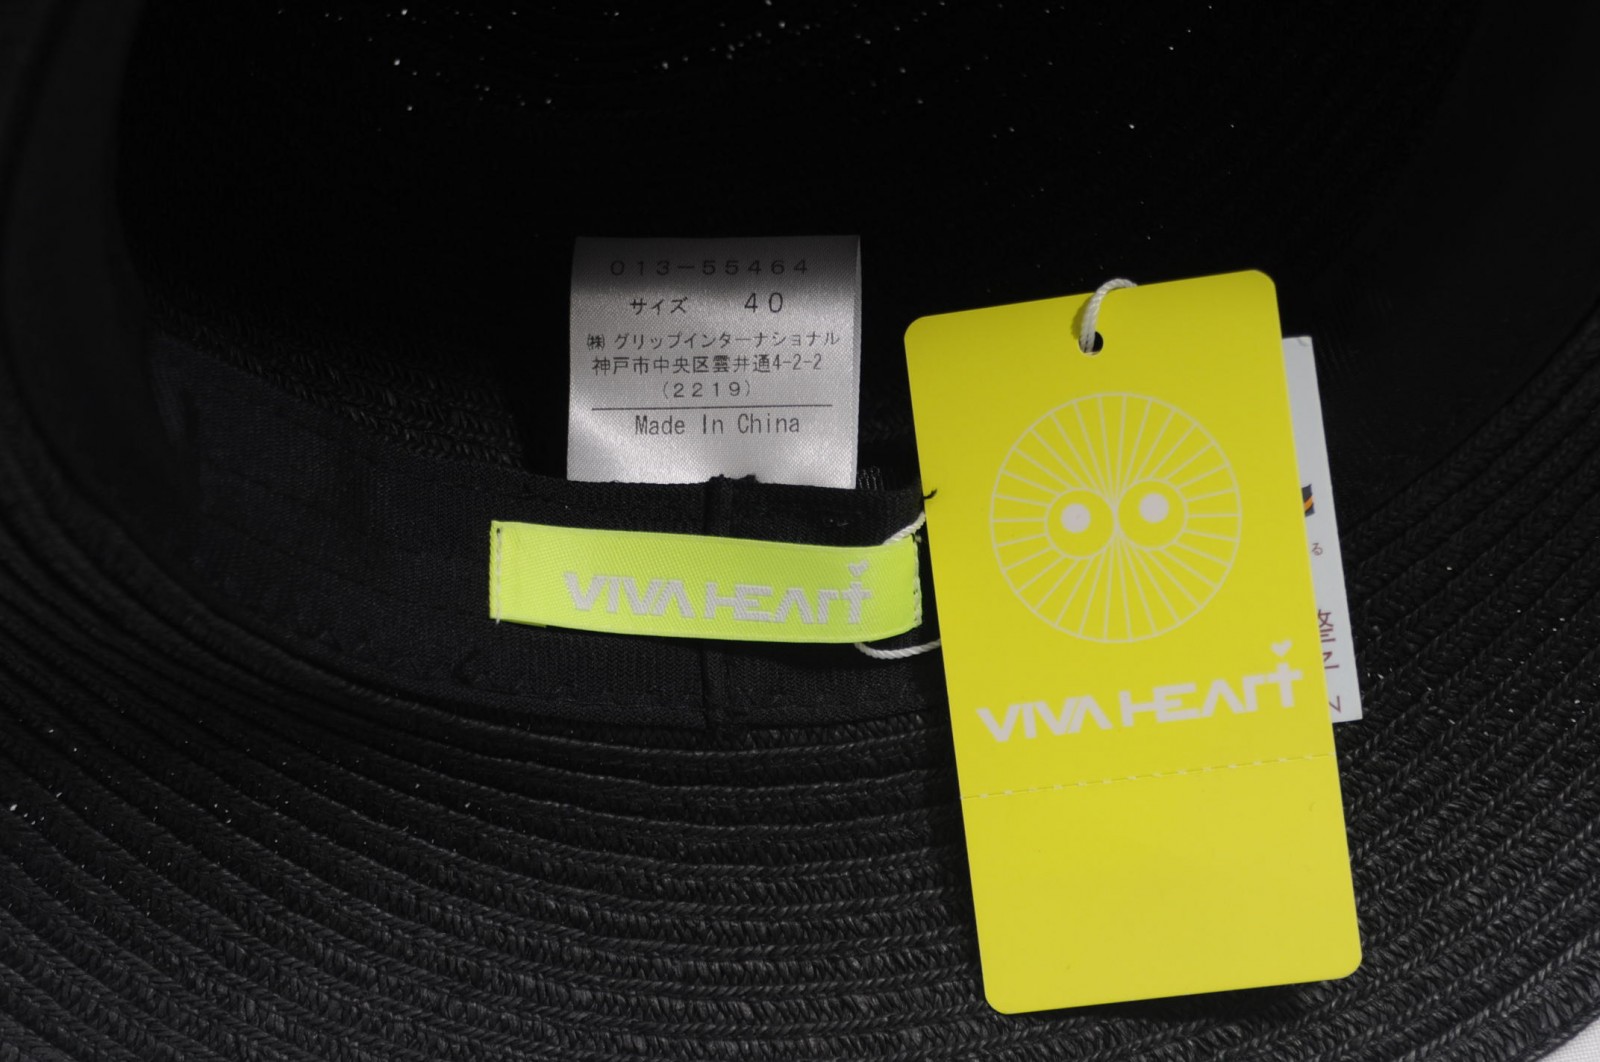 013-55464
サイズ 40
㈱グリップインターナショナル
神戸市中央区雲井通4-2-2
(2219)
Made In China
VIVA HEART
VIVA HEART
る